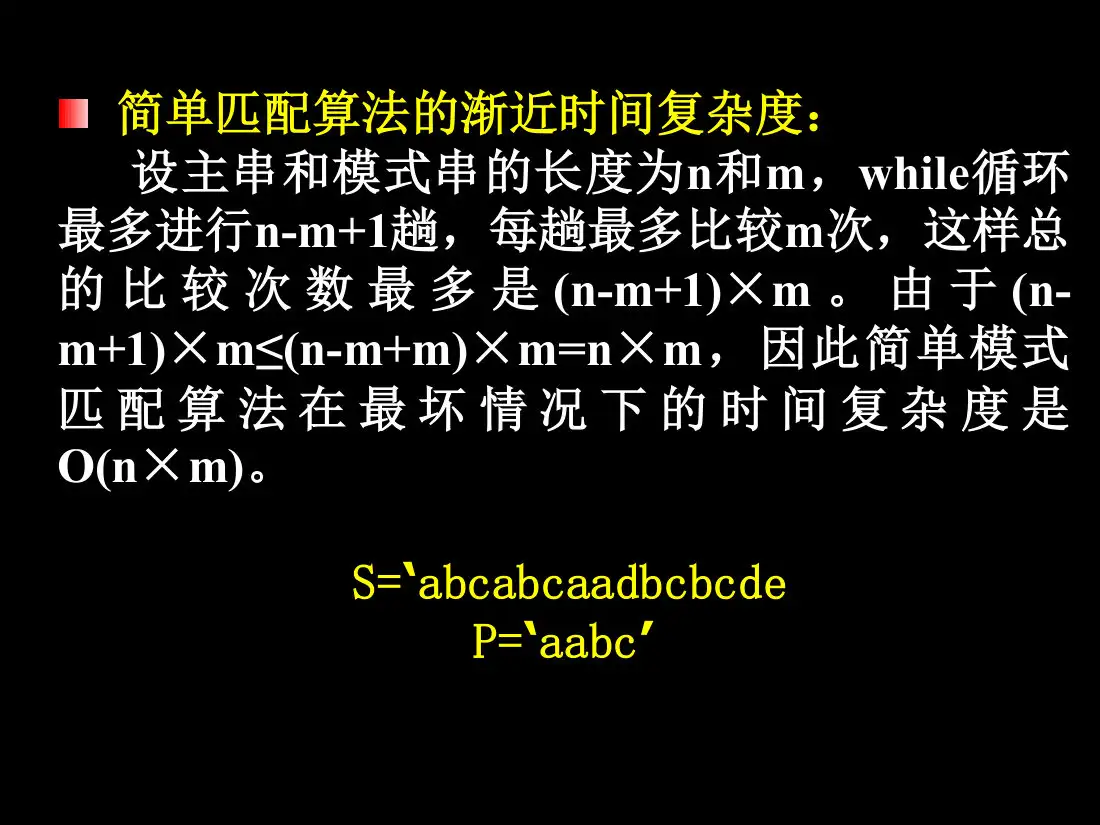 简单匹配算法的渐近时间复杂度：
设主串和模式串的长度为n和m，while循环
最多进行n-m+1趟，每趟最多比较m次，这样总
的比较次数最多是(n-m+1)×m。由于(n-
m+1)×m≤(n-m+m)×m=n×m，因此简单模式
匹配算法在最坏情况下的时间复杂度是
O(n×m)。
S=‘abcabcaadbcbcde
P=‘aabc’